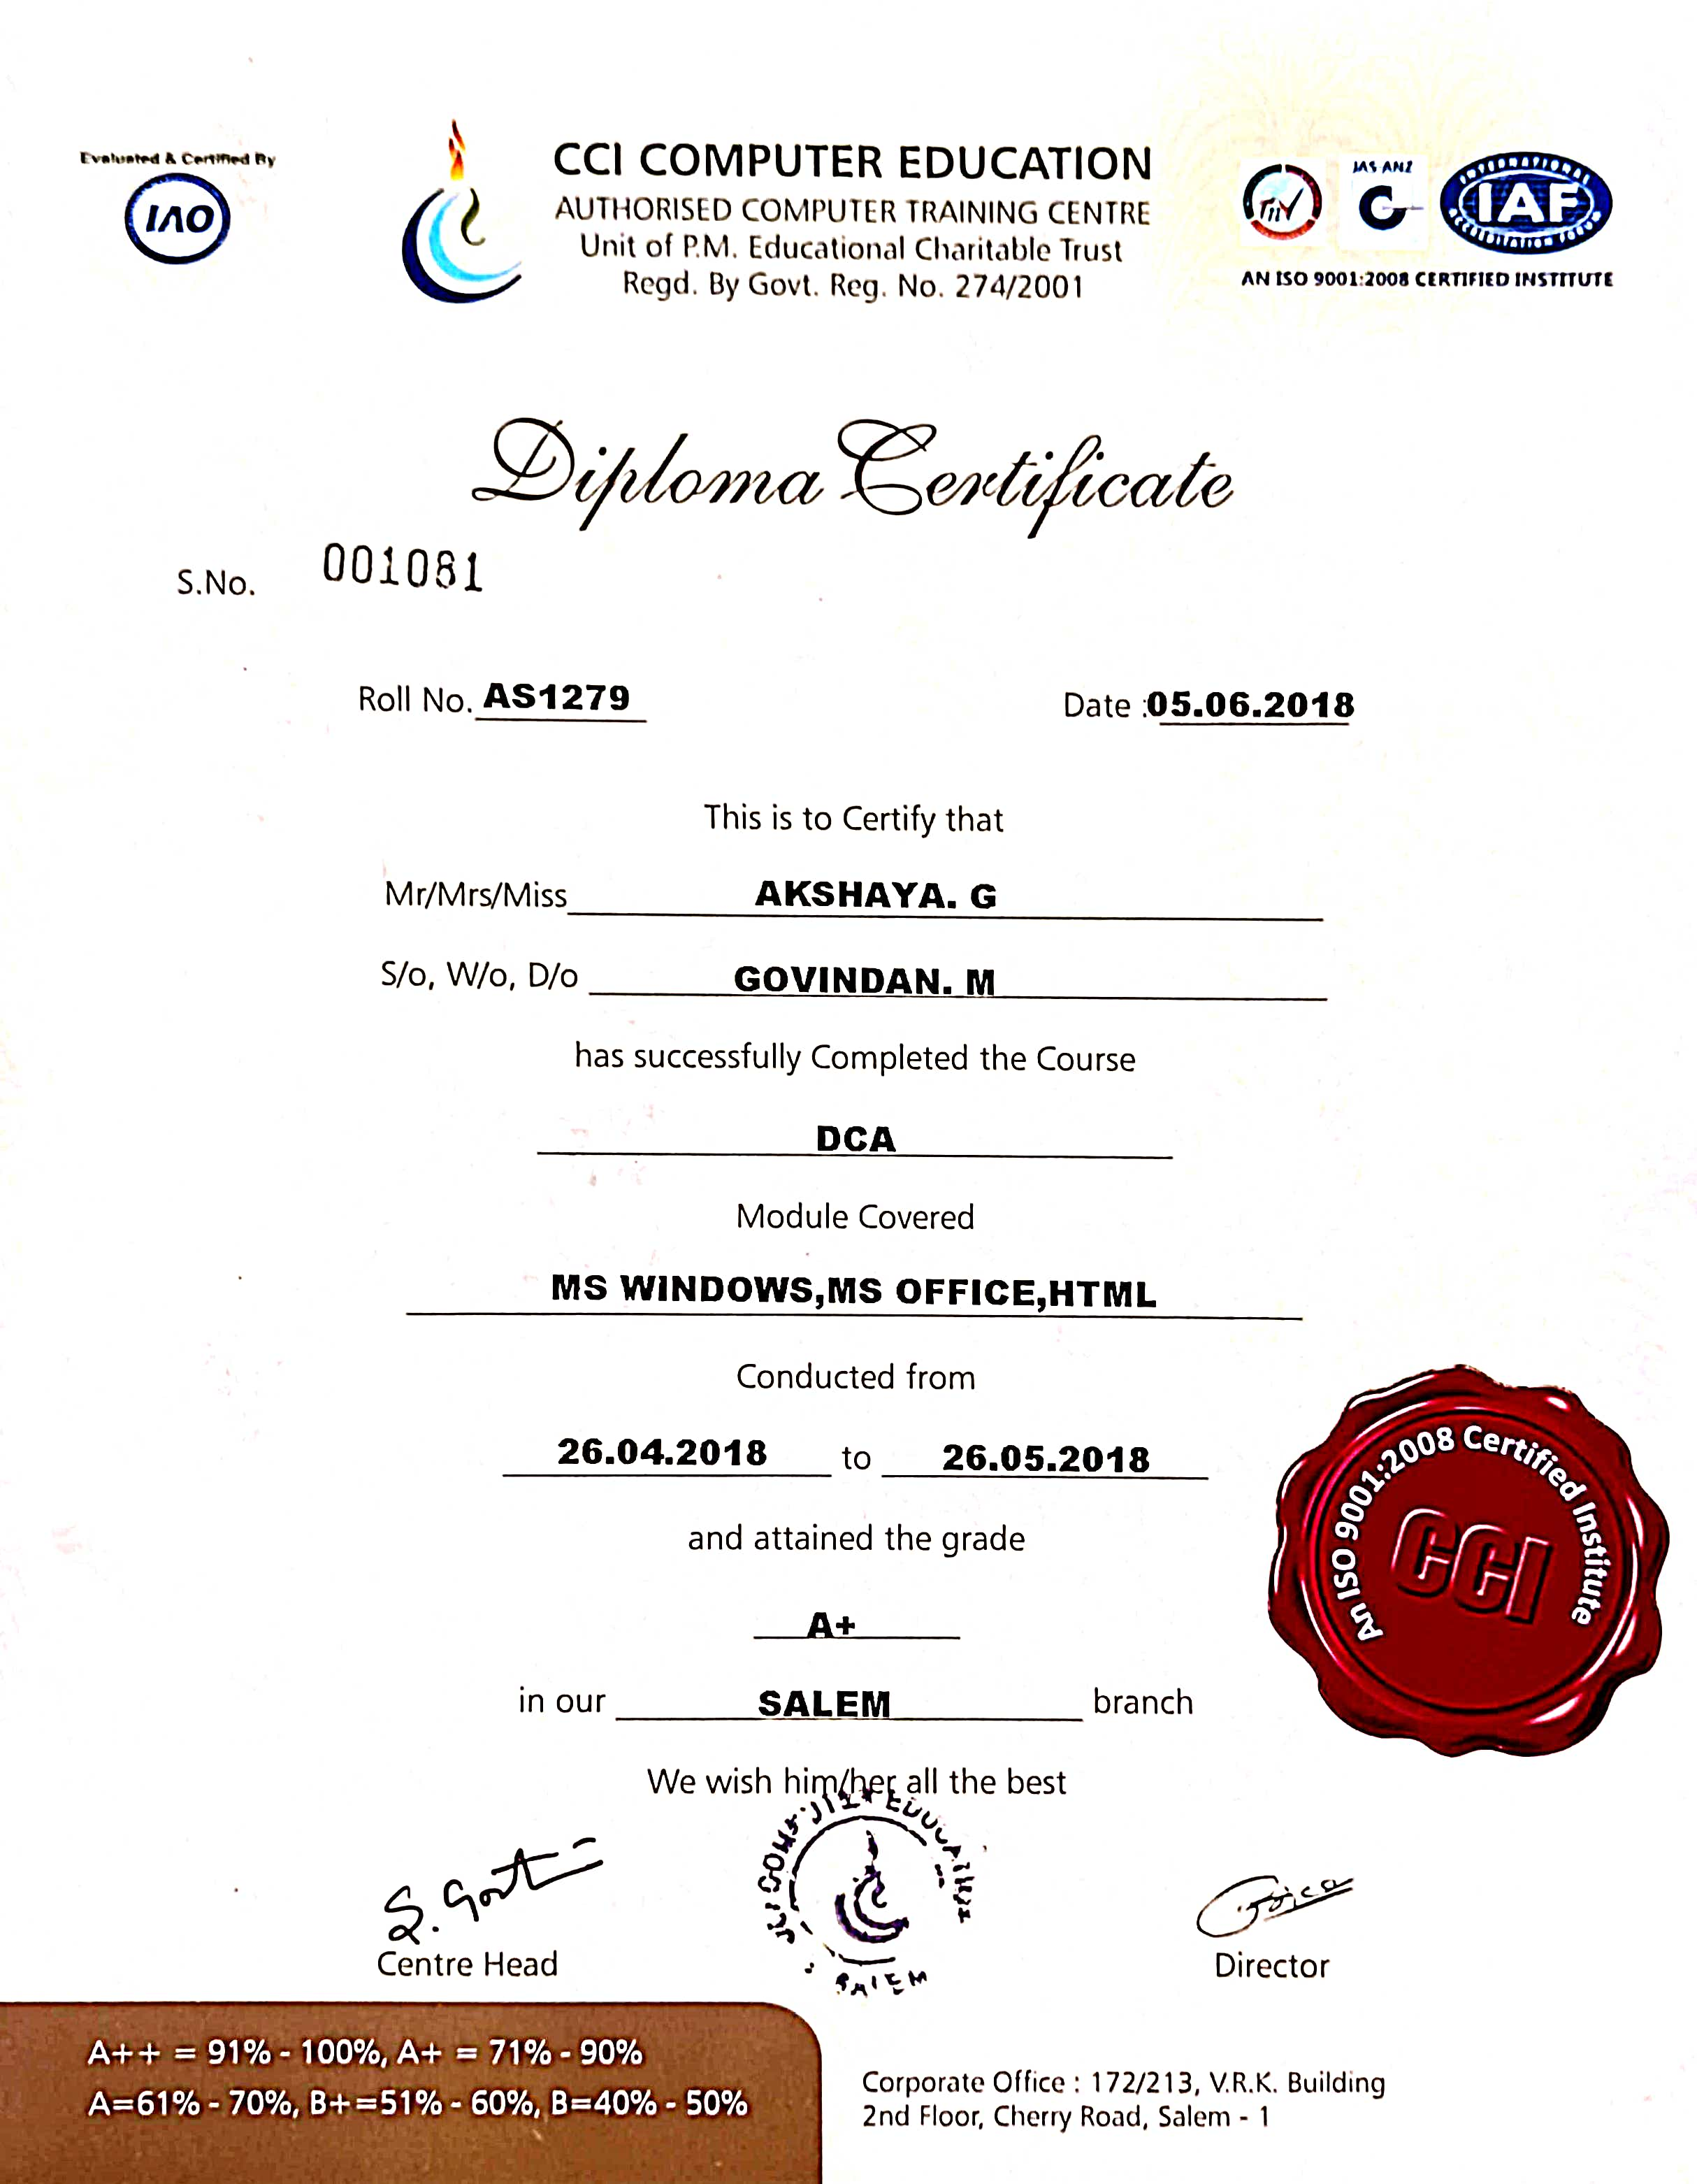 Evaluated & Certified By
IAO
CCI COMPUTER EDUCATION
AUTHORISED COMPUTER TRAINING CENTRE
Unit of P.M. Educational Charitable Trust
Regd. By Govt. Reg. No. 274/2001
JAS ANZ
INTERNATIONAL
IAF
ACCREDITATION FORUM
AN ISO 9001:2008 CERTIFIED INSTITUTE
Diploma Certificate
S.No. 001081
Roll No. AS1279
Date :05.06.2018
This is to Certify that
Mr/Mrs/Miss AKSHAYA. G
S/o, W/o, D/o GOVINDAN. M
has successfully Completed the Course
DCA
Module Covered
MS WINDOWS,MS OFFICE,HTML
Conducted from
26.04.2018 to 26.05.2018
and attained the grade
A+
in our SALEM branch
An ISO 9001:2008 Certified Institute
CCI
We wish him/her all the best
SALEM
Centre Head
Director
A++ = 91% - 100%, A+ = 71% - 90%
A=61% - 70%, B+=51% - 60%, B=40% - 50%
Corporate Office : 172/213, V.R.K. Building
2nd Floor, Cherry Road, Salem - 1